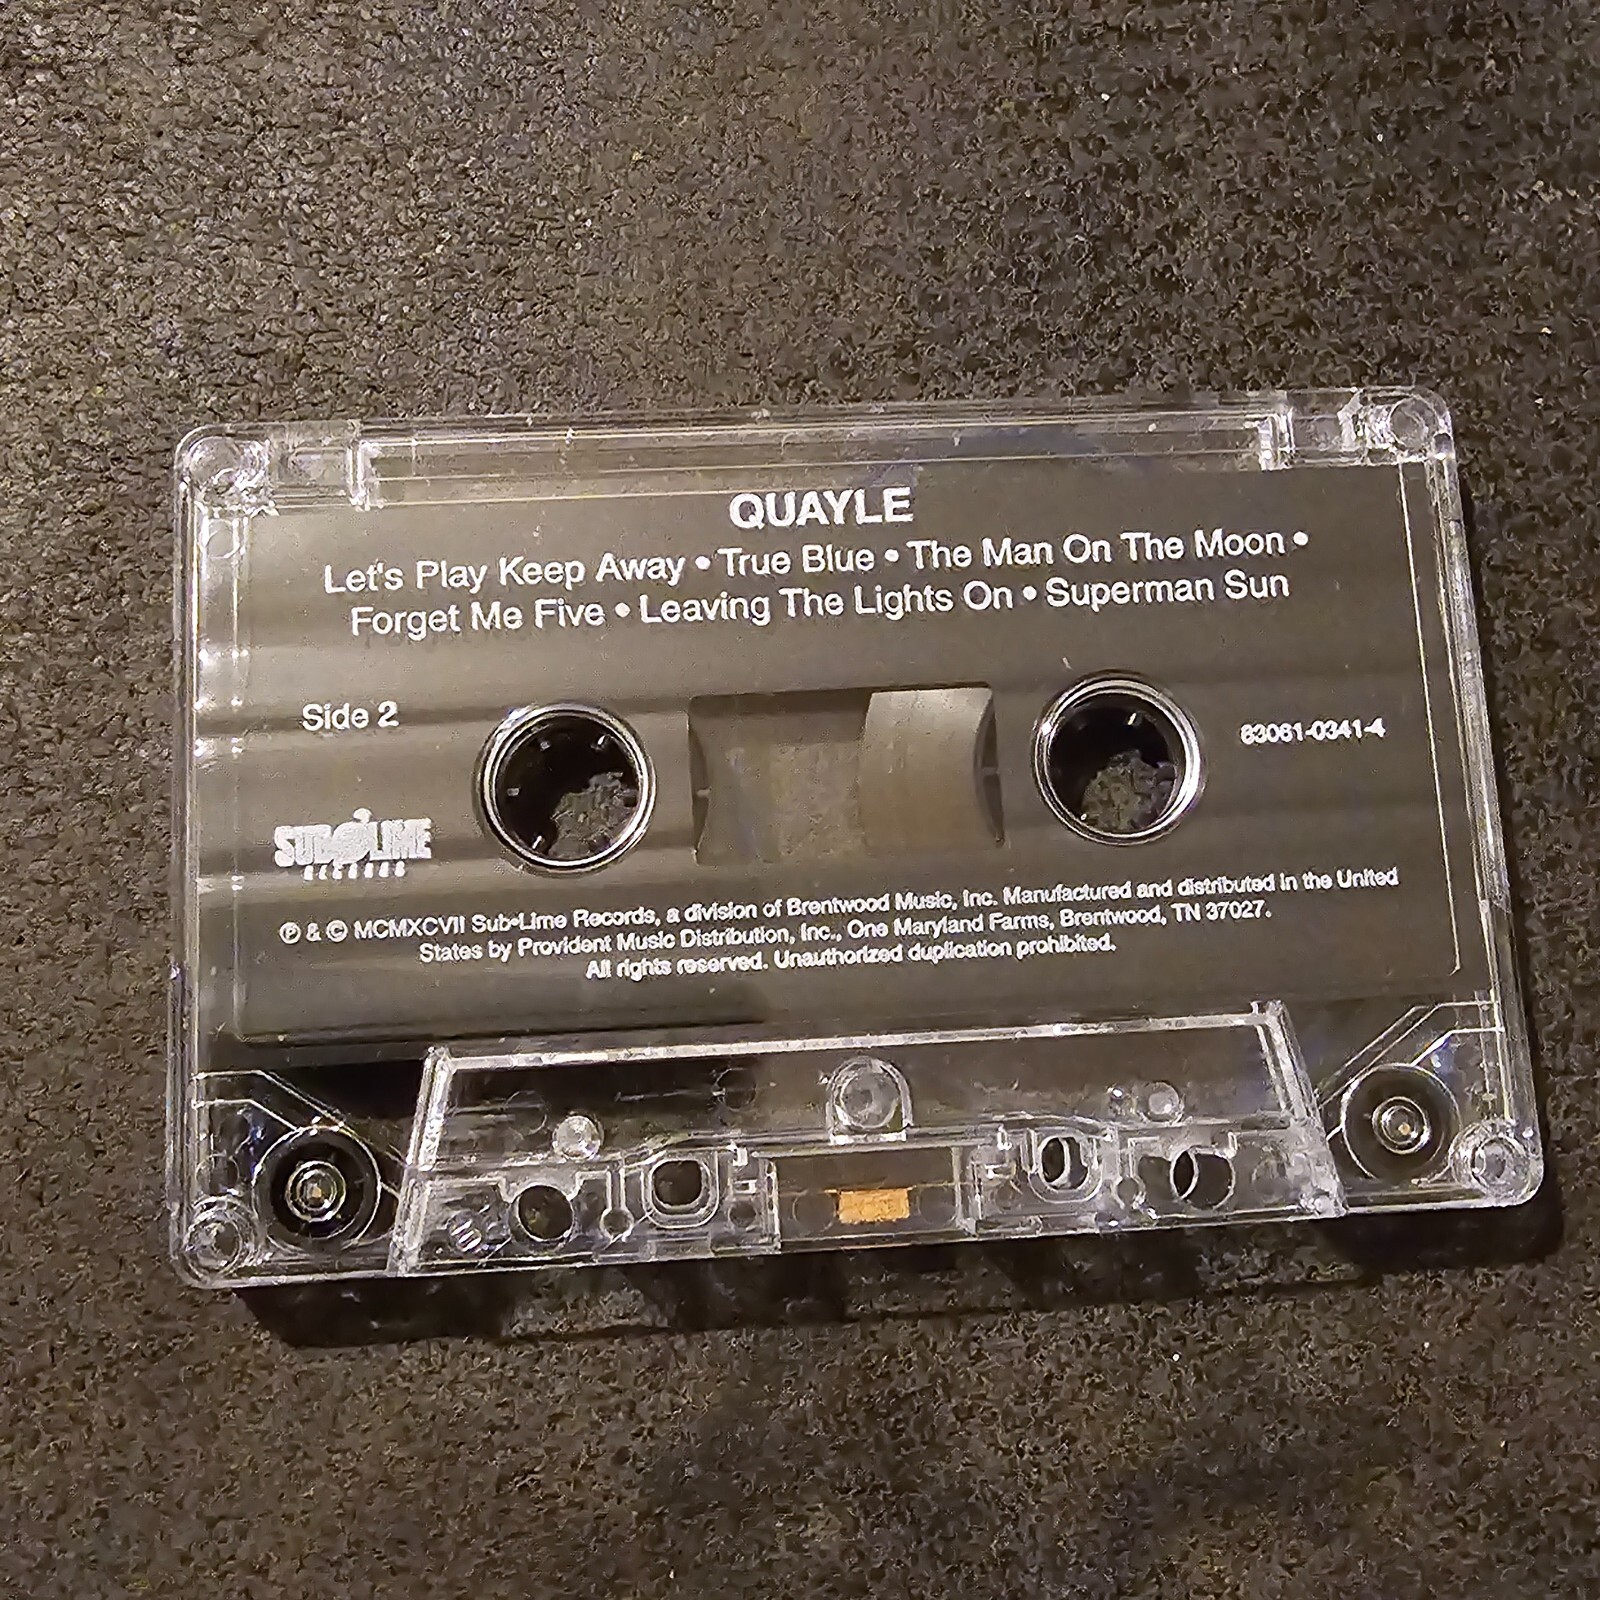 QUAYLE
Let's Play Keep Away • True Blue • The Man On The Moon •
Forget Me Five • Leaving The Lights On • Superman Sun
Side 2
83061-0341-4
SUB•LIME
RECORDS
℗ & © MCMXCVII Sub•Lime Records, a division of Brentwood Music, Inc. Manufactured and distributed in the United
States by Provident Music Distribution, Inc., One Maryland Farms, Brentwood, TN 37027.
All rights reserved. Unauthorized duplication prohibited.